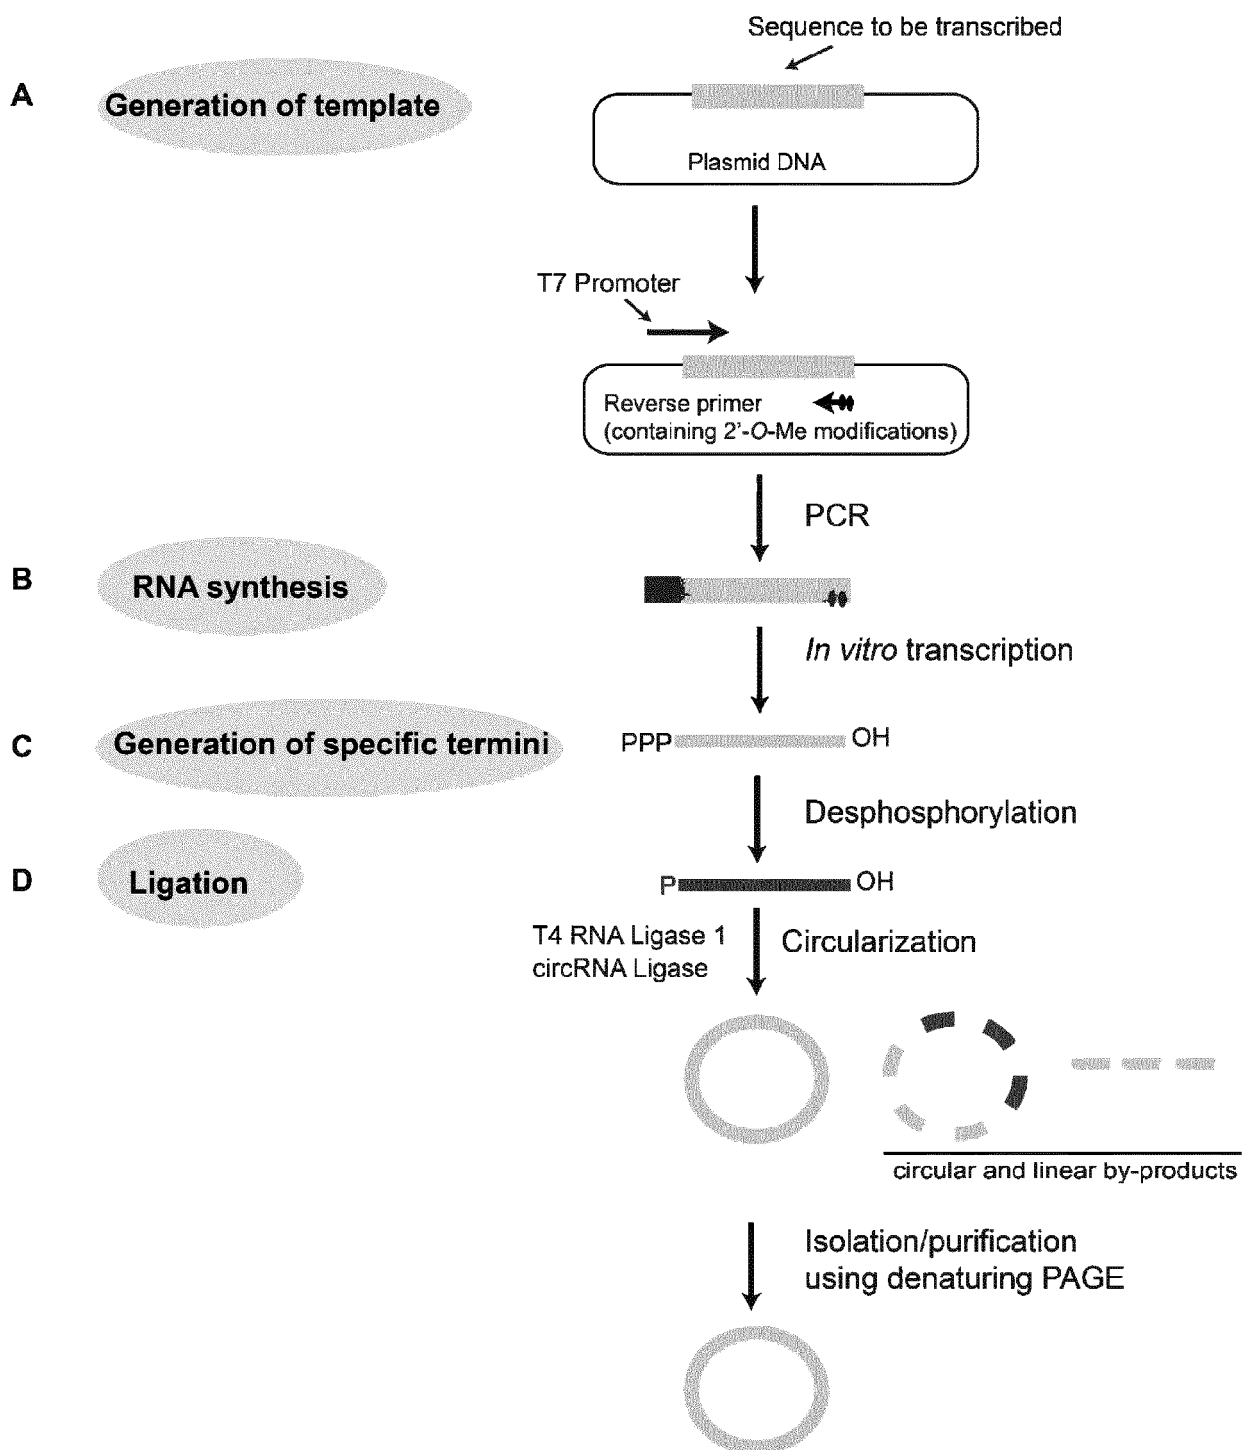 Sequence to be transcribed
A
Generation of template
Plasmid DNA
T7 Promoter
Reverse primer
(containing 2'-O-Me modifications)
PCR
B
RNA synthesis
In vitro transcription
C
Generation of specific termini
PPP
OH
Desphosphorylation
D
Ligation
P
OH
T4 RNA Ligase 1
circRNA Ligase
Circularization
circular and linear by-products
Isolation/purification
using denaturing PAGE